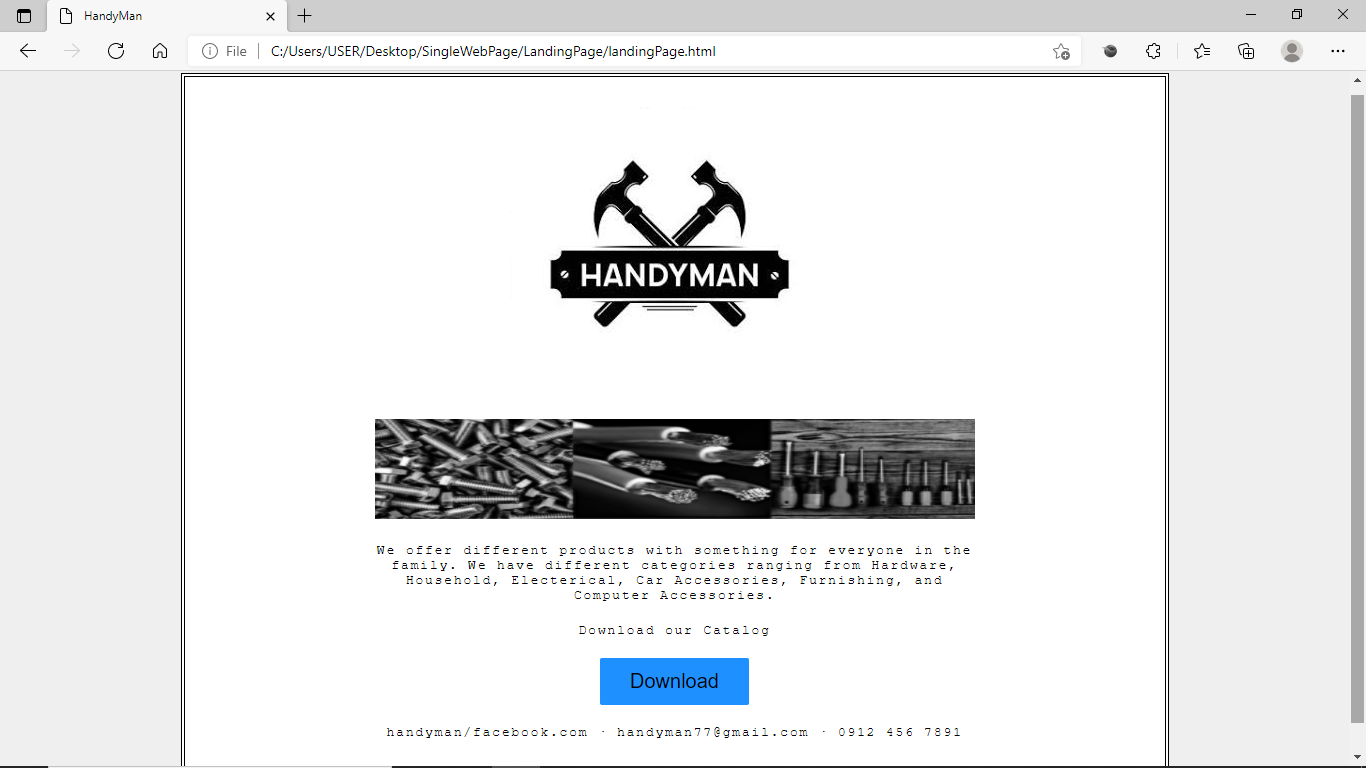 HandyMan
File
C:/Users/USER/Desktop/SingleWebPage/LandingPage/landingPage.html
HANDYMAN
We offer different products with something for everyone in the
family. We have different categories ranging from Hardware,
Household, Electerical, Car Accessories, Furnishing, and
Computer Accessories.
Download our Catalog
Download
handyman/facebook.com · handyman77@gmail.com · 0912 456 7891